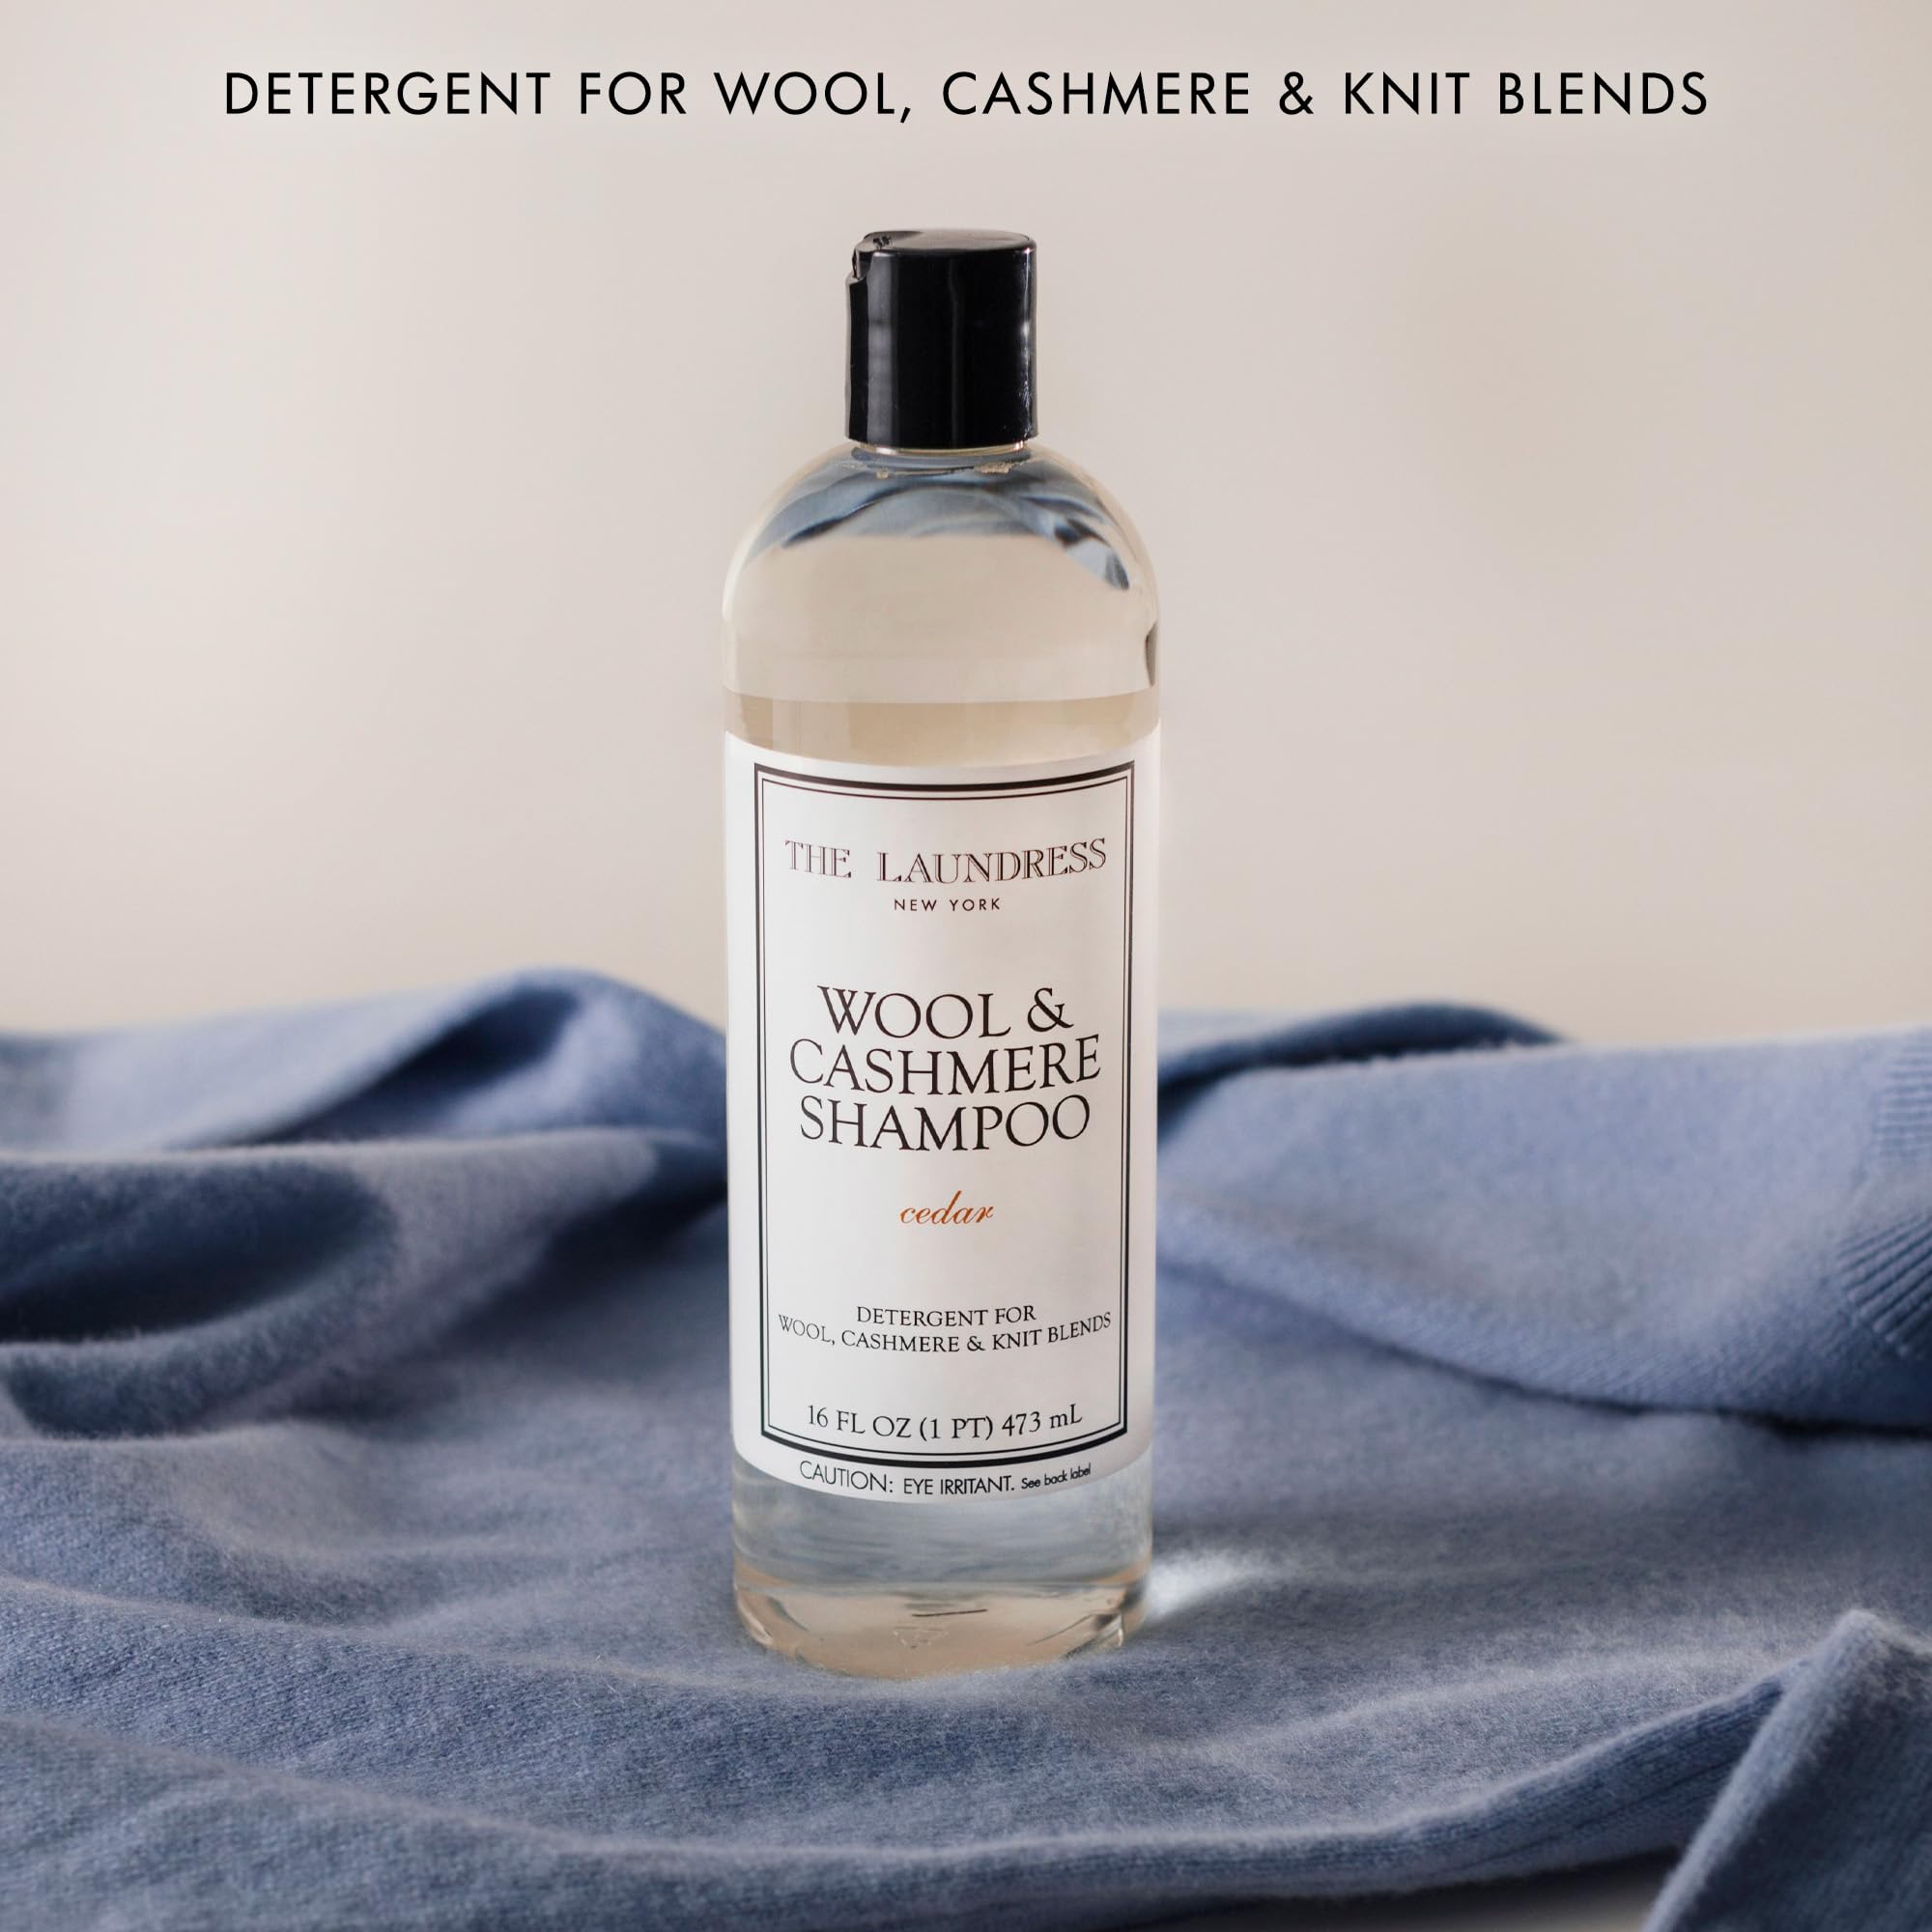 DETERGENT FOR WOOL, CASHMERE & KNIT BLENDS
THE LAUNDRESS
NEW YORK
WOOL &
CASHMERE
SHAMPOO
cedar
DETERGENT FOR
WOOL, CASHMERE & KNIT BLENDS
16 FL OZ (1 PT) 473 mL
CAUTION: EYE IRRITANT. See back label